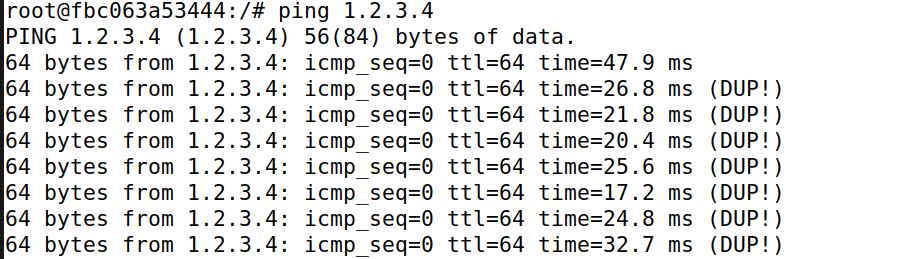 root@fbc063a53444:/# ping 1.2.3.4
PING 1.2.3.4 (1.2.3.4) 56(84) bytes of data.
64 bytes from 1.2.3.4: icmp_seq=0 ttl=64 time=47.9 ms
64 bytes from 1.2.3.4: icmp_seq=0 ttl=64 time=26.8 ms (DUP!)
64 bytes from 1.2.3.4: icmp_seq=0 ttl=64 time=21.8 ms (DUP!)
64 bytes from 1.2.3.4: icmp_seq=0 ttl=64 time=20.4 ms (DUP!)
64 bytes from 1.2.3.4: icmp_seq=0 ttl=64 time=25.6 ms (DUP!)
64 bytes from 1.2.3.4: icmp_seq=0 ttl=64 time=17.2 ms (DUP!)
64 bytes from 1.2.3.4: icmp_seq=0 ttl=64 time=24.8 ms (DUP!)
64 bytes from 1.2.3.4: icmp_seq=0 ttl=64 time=32.7 ms (DUP!)